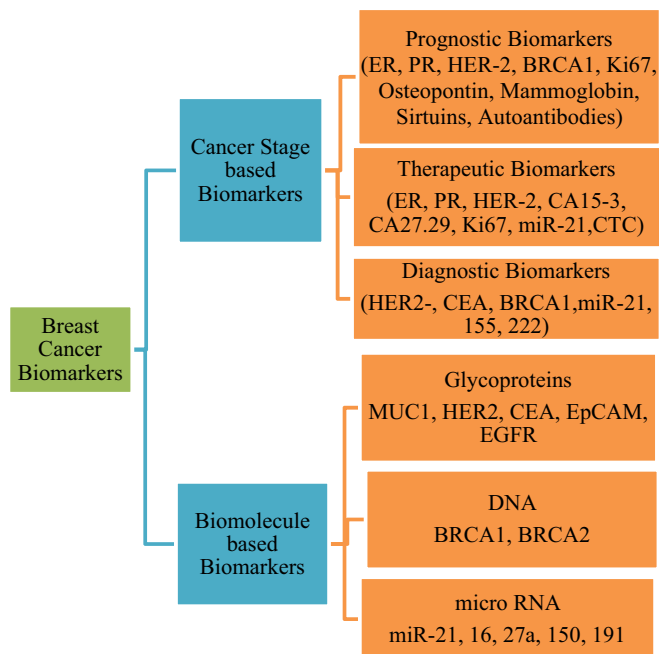 Breast
Cancer
Biomarkers
Cancer Stage
based
Biomarkers
Prognostic Biomarkers
(ER, PR, HER-2, BRCA1, Ki67,
Osteopontin, Mammoglobin,
Sirtuins, Autoantibodies)
Therapeutic Biomarkers
(ER, PR, HER-2, CA15-3,
CA27.29, Ki67, miR-21,CTC)
Diagnostic Biomarkers
(HER2-, CEA, BRCA1,miR-21,
155, 222)
Biomolecule
based
Biomarkers
Glycoproteins
MUC1, HER2, CEA, EpCAM,
EGFR
DNA
BRCA1, BRCA2
micro RNA
miR-21, 16, 27a, 150, 191